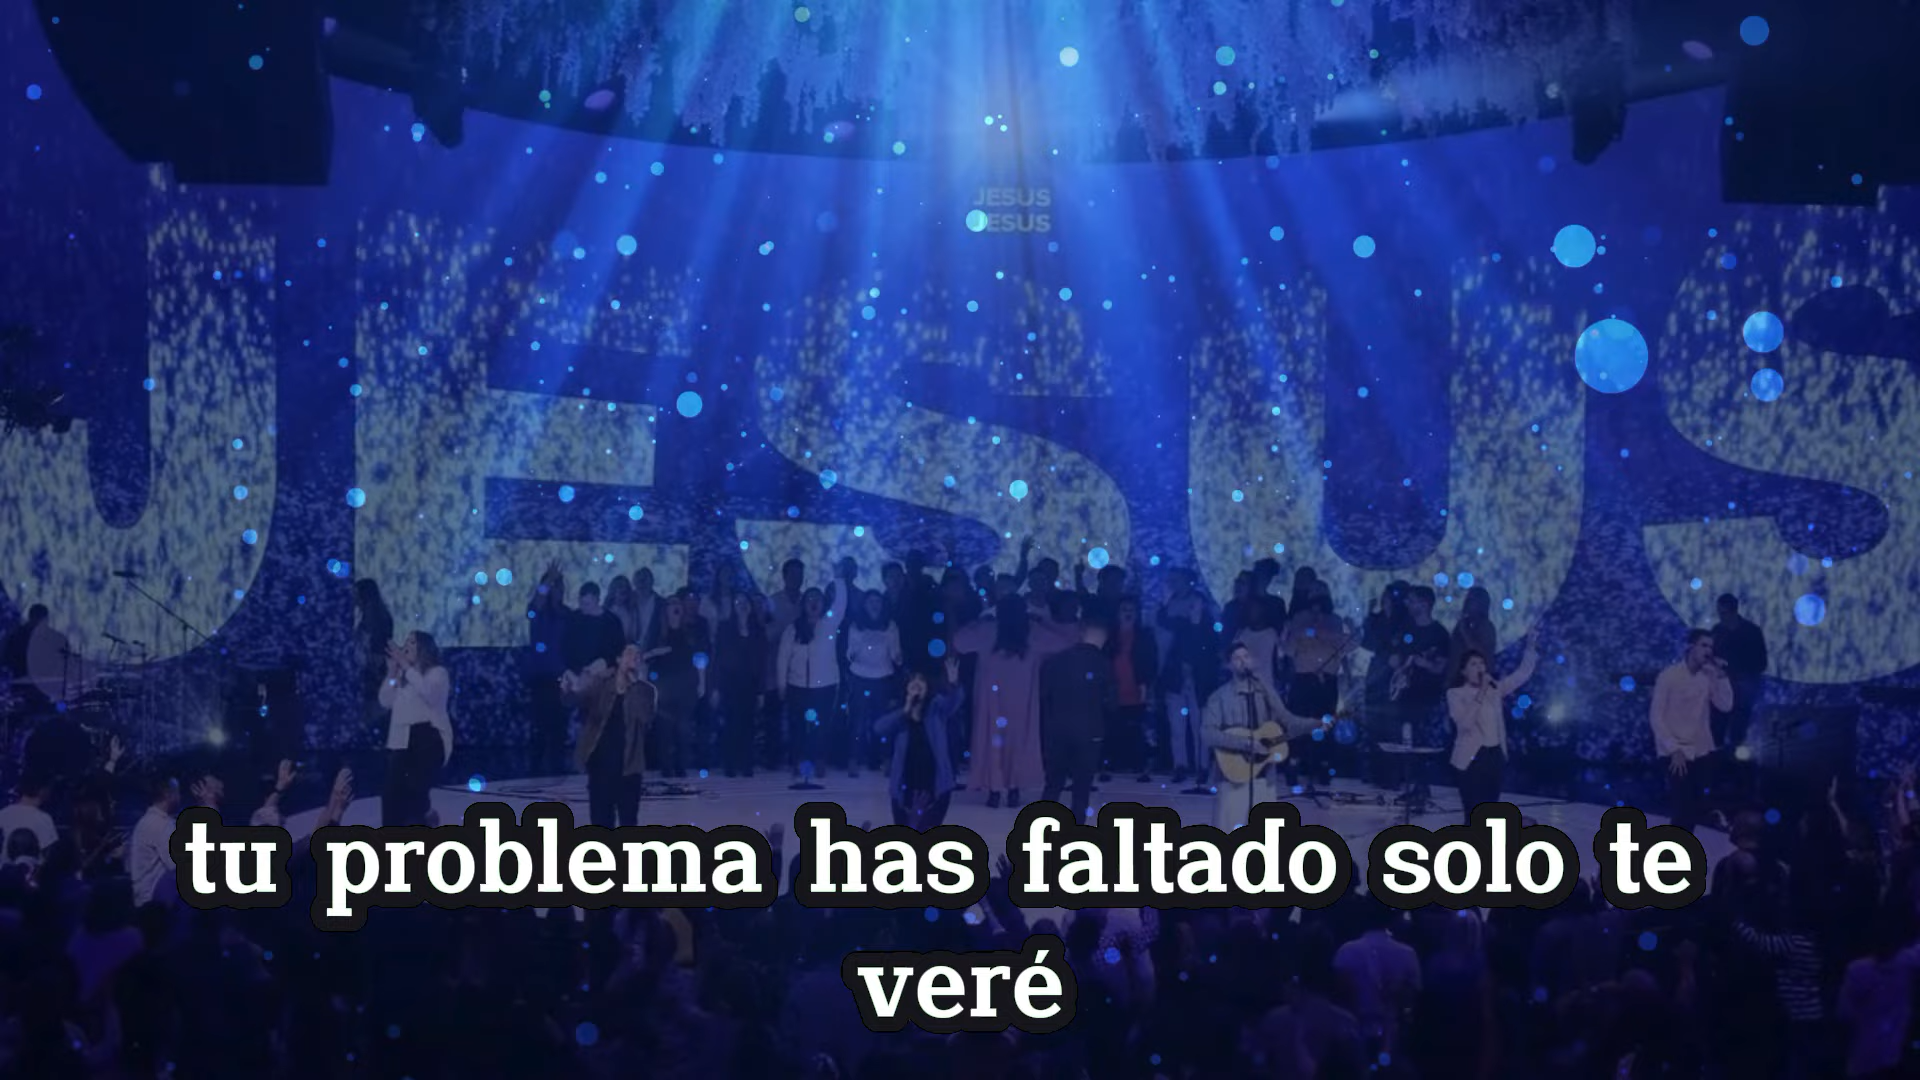 JESUS
JESUS
JESUS
tu problema has faltado solo te
veré